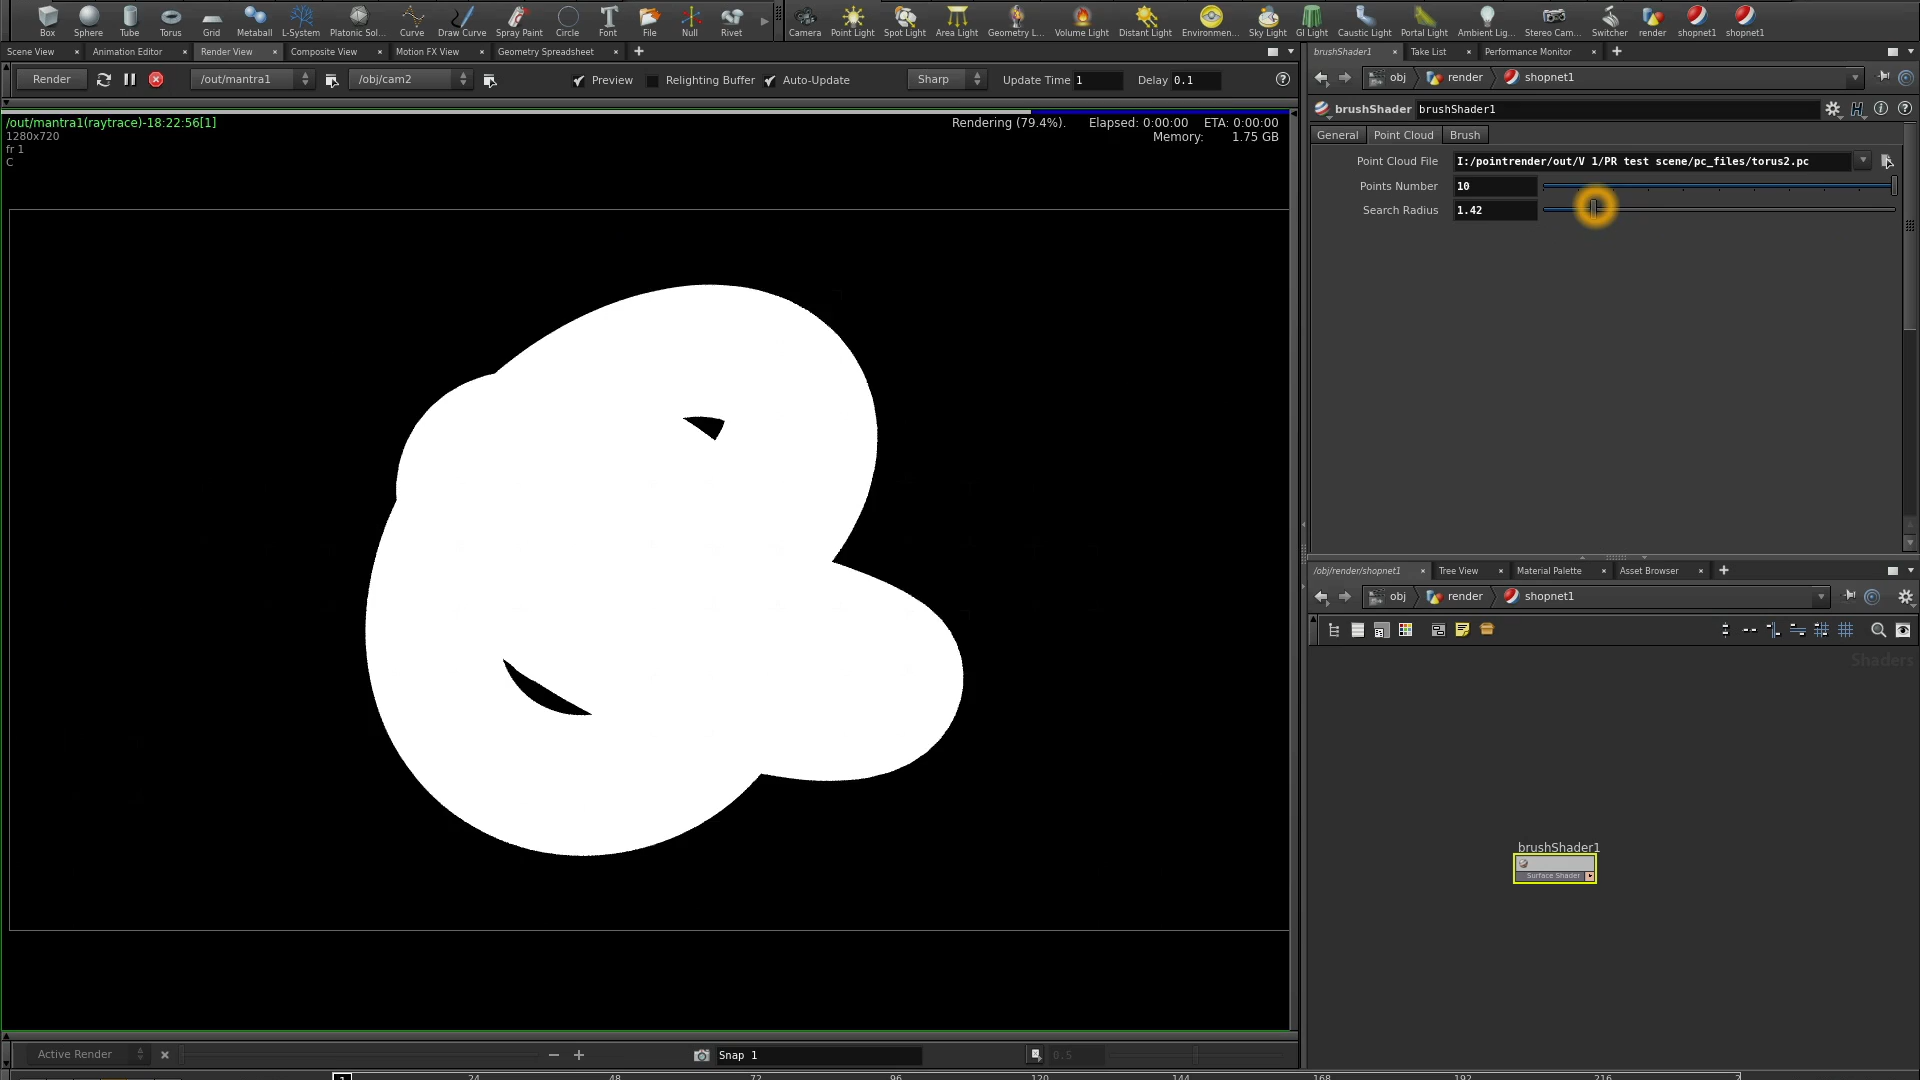 Box Sphere Tube Torus Grid Metaball L-System Platonic Sol... Curve Draw Curve Spray Paint Circle Font File Null Rivet
Camera Point Light Spot Light Area Light Geometry L... Volume Light Distant Light Environmen... Sky Light GI Light Caustic Light Portal Light Ambient Lig... Stereo Cam... Switcher render shopnet1 shopnet1
Scene View Animation Editor Render View Composite View Motion FX View Geometry Spreadsheet
brushShader1 Take List Performance Monitor
Render /out/mantra1 /obj/cam2 Preview Relighting Buffer Auto-Update Sharp Update Time 1 Delay 0.1
obj render shopnet1
brushShader brushShader1
/out/mantra1(raytrace)-18:22:56[1]
1280x720
fr 1
C
Rendering (79.4%). Elapsed: 0:00:00 ETA: 0:00:00
Memory: 1.75 GB
General Point Cloud Brush
Point Cloud File I:/pointrender/out/V 1/PR test scene/pc_files/torus2.pc
Points Number 10
Search Radius 1.42
/obj/render/shopnet1 Tree View Material Palette Asset Browser
obj render shopnet1
Shaders
brushShader1
Surface Shader
Active Render Snap 1 0.5
1 24 48 72 96 120 144 168 192 216 2